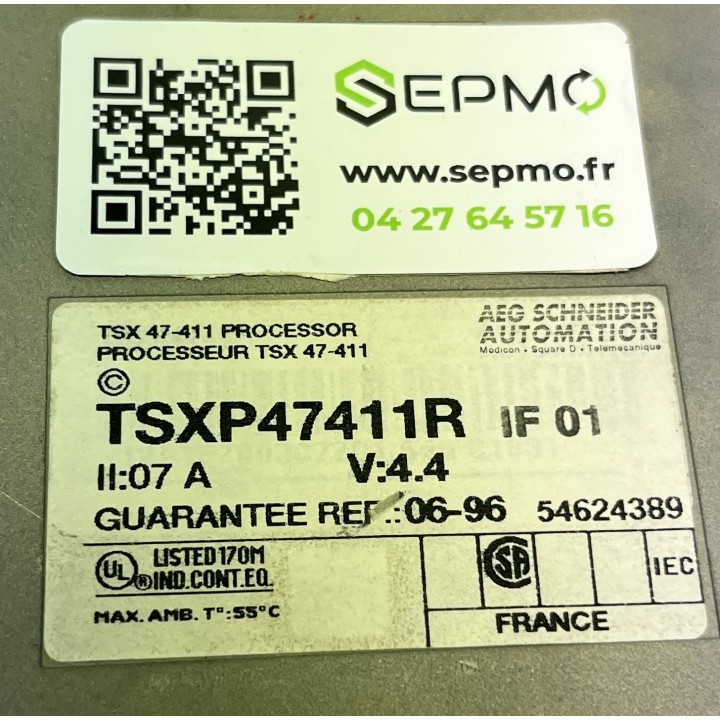 SEPMO
www.sepmo.fr
04 27 64 57 16
TSX 47-411 PROCESSOR
PROCESSEUR TSX 47-411
AEG SCHNEIDER
AUTOMATION
Modicon • Square D • Telemecanique
©
TSXP47411R IF 01
II:07 A V:4.4
GUARANTEE REF.:06-96 54624389
UL ® LISTED 170M
IND.CONT.EQ.
MAX. AMB. T°:55°C
SA
IEC
FRANCE